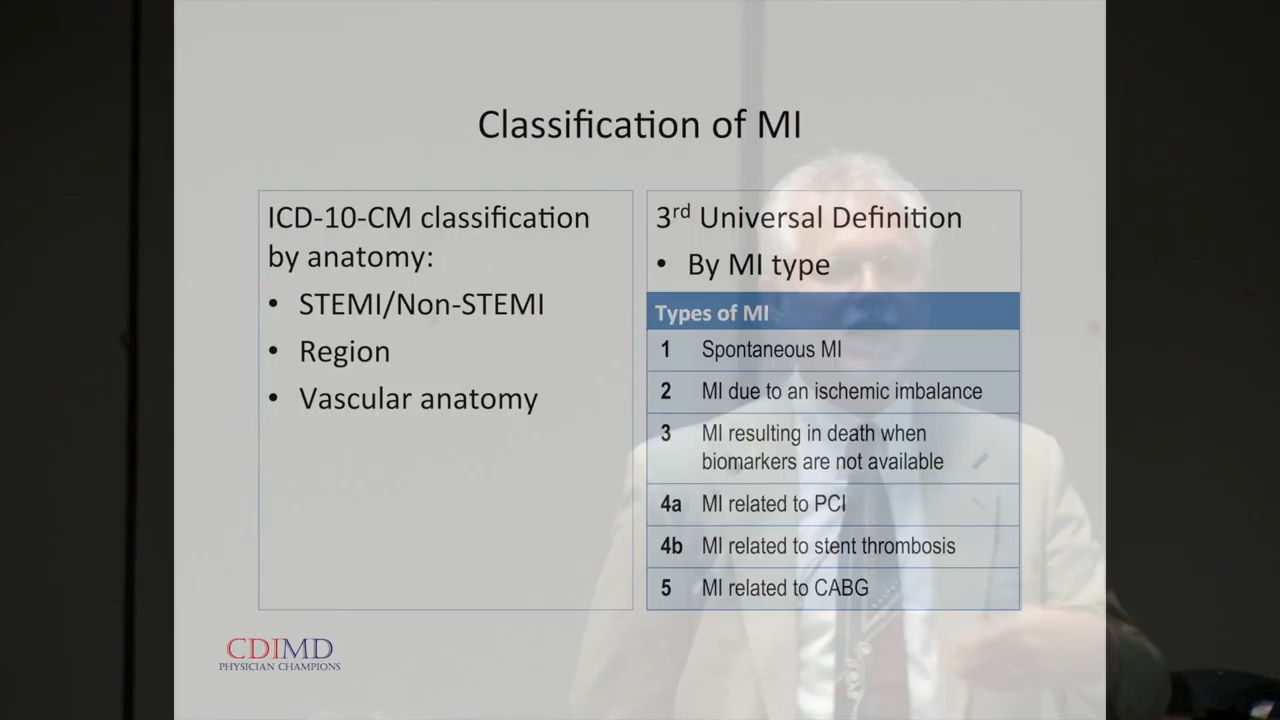 Classification of MI
ICD-10-CM classification
by anatomy:
• STEMI/Non-STEMI
• Region
• Vascular anatomy
3rd Universal Definition
• By MI type
Types of MI
1 Spontaneous MI
2 MI due to an ischemic imbalance
3 MI resulting in death when
biomarkers are not available
4a MI related to PCI
4b MI related to stent thrombosis
5 MI related to CABG
CDIMD
PHYSICIAN CHAMPIONS